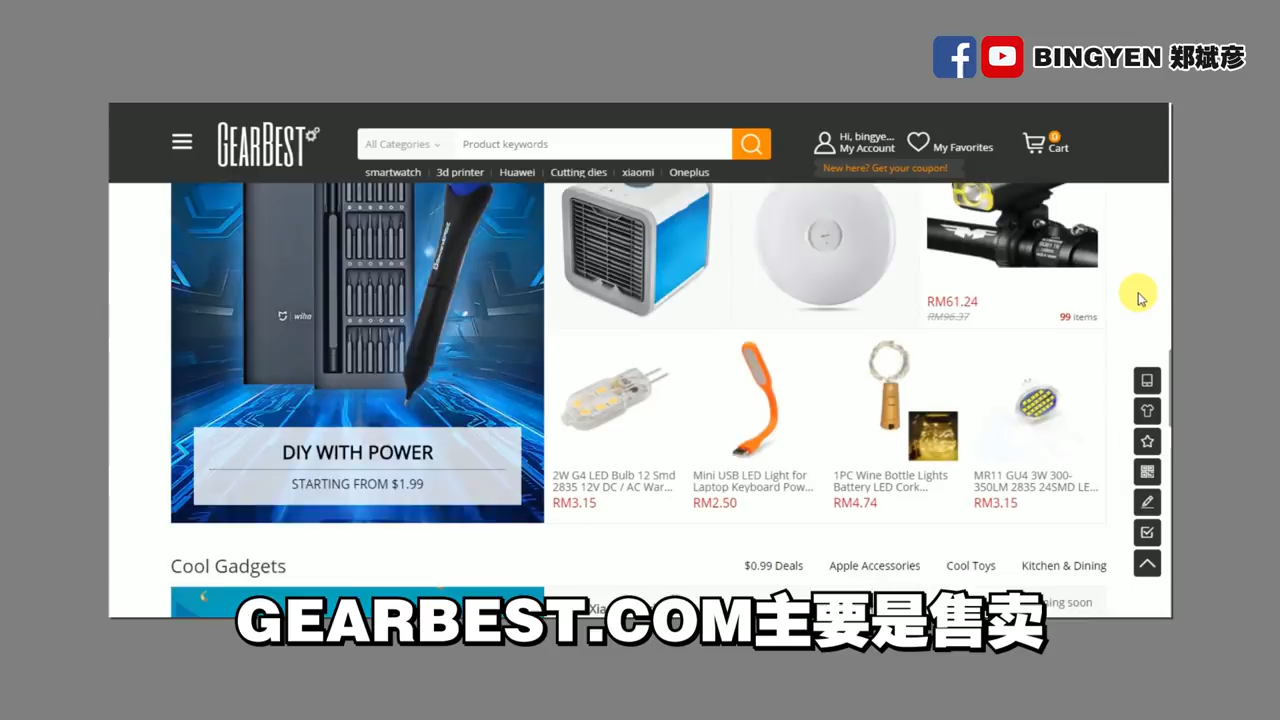 BINGYEN 郑斌彦
GEARBEST
All Categories
Product keywords
Hi, bingye...
My Account
My Favorites
0
Cart
New here? Get your coupon!
smartwatch
3d printer
Huawei
Cutting dies
xiaomi
Oneplus
wiha
RM61.24
RM96.37
99 items
DIY WITH POWER
STARTING FROM $1.99
2W G4 LED Bulb 12 Smd
2835 12V DC / AC War...
RM3.15
Mini USB LED Light for
Laptop Keyboard Pow...
RM2.50
1PC Wine Bottle Lights
Battery LED Cork...
RM4.74
MR11 GU4 3W 300-
350LM 2835 24SMD LE...
RM3.15
Cool Gadgets
$0.99 Deals
Apple Accessories
Cool Toys
Kitchen & Dining
soon
GEARBEST.COM主要是售卖